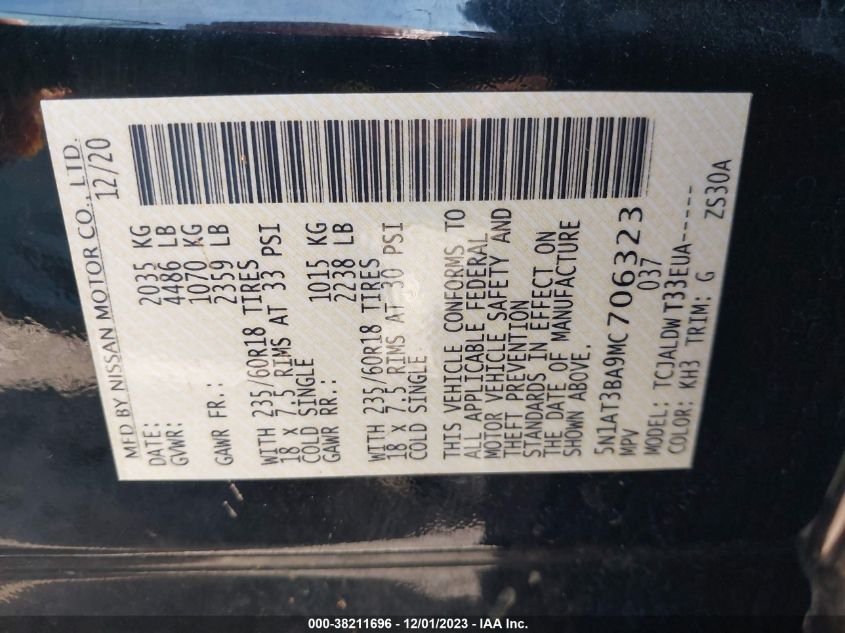 MFD BY NISSAN MOTOR CO., LTD.
DATE: 12/20
GVWR: 2035 KG
4486 LB
GAWR FR.: 1070 KG
2359 LB
WITH 235/60R18 TIRES
18 X 7.5 RIMS AT 33 PSI
COLD SINGLE
GAWR RR.: 1015 KG
2238 LB
WITH 235/60R18 TIRES
18 X 7.5 RIMS AT 30 PSI
COLD SINGLE
THIS VEHICLE CONFORMS TO
ALL APPLICABLE FEDERAL
MOTOR VEHICLE SAFETY AND
THEFT PREVENTION
STANDARDS IN EFFECT ON
THE DATE OF MANUFACTURE
SHOWN ABOVE.
5N1AT3BA9MC706323
MPV 037
MODEL: TCJALDWT33EUA-----
COLOR: KH3 TRIM: G ZS30A
000-38211696 - 12/01/2023 - IAA Inc.